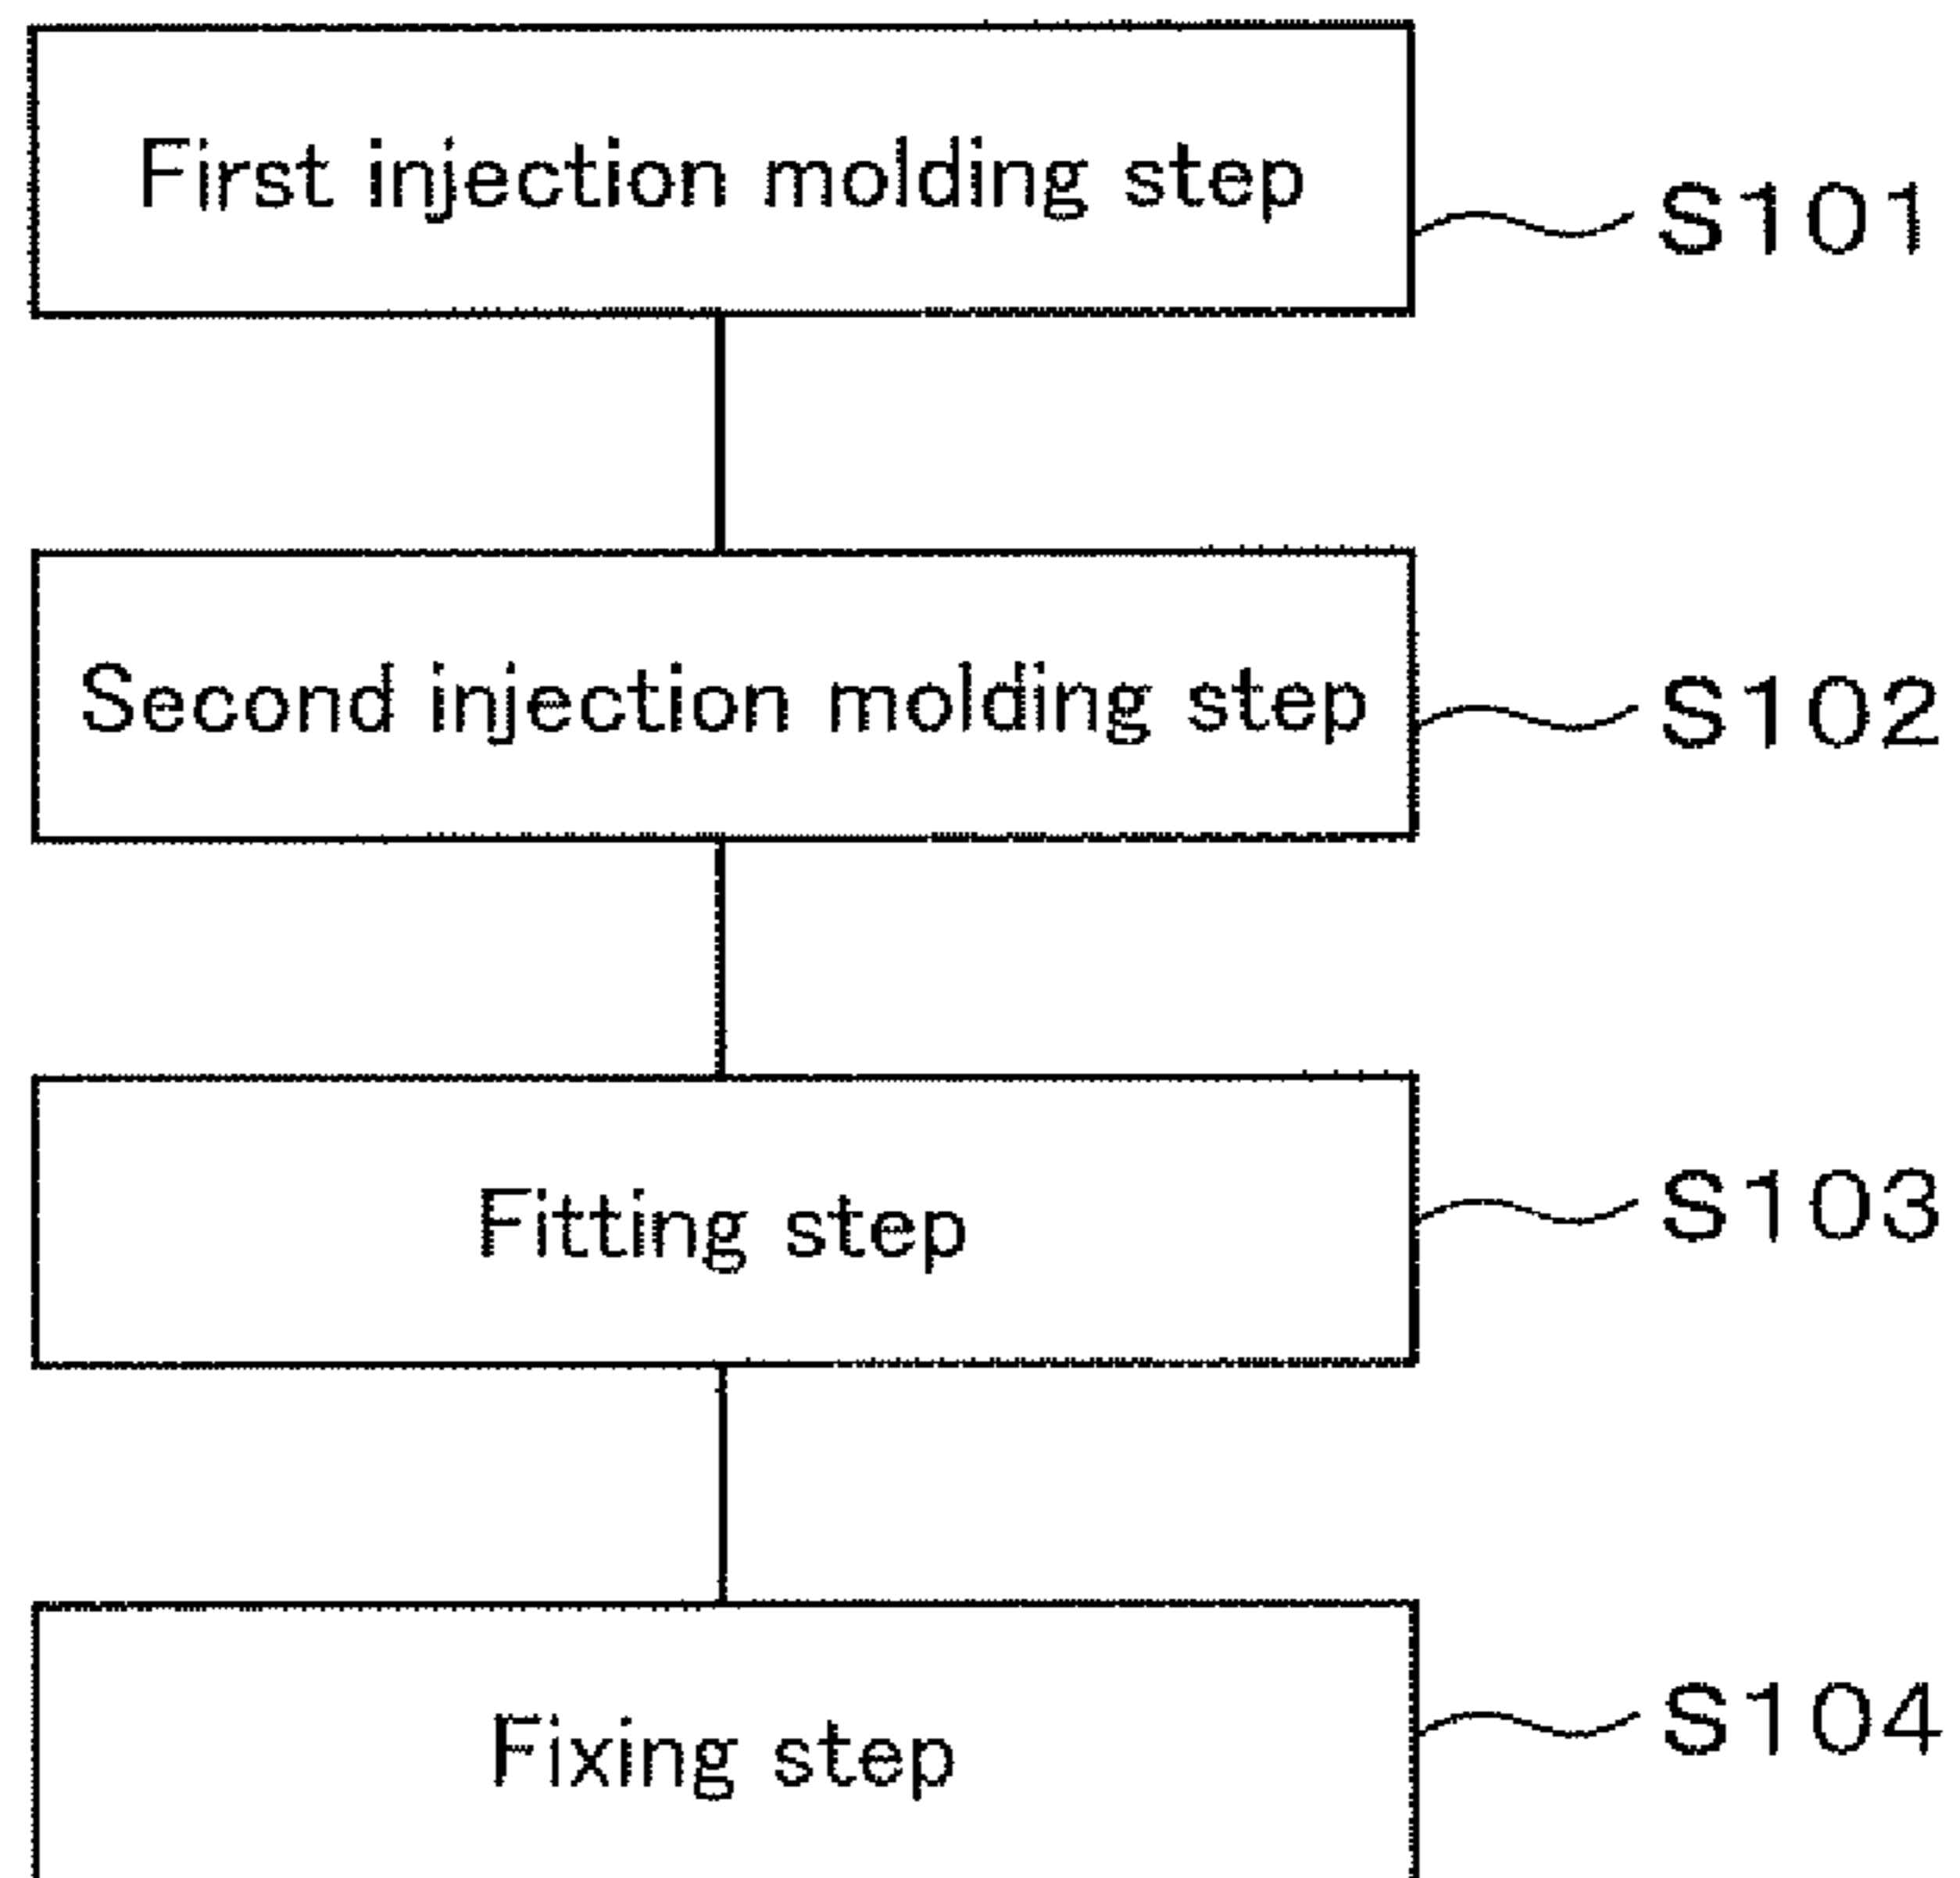 First injection molding step
S101
Second injection molding step
S102
Fitting step
S103
Fixing step
S104